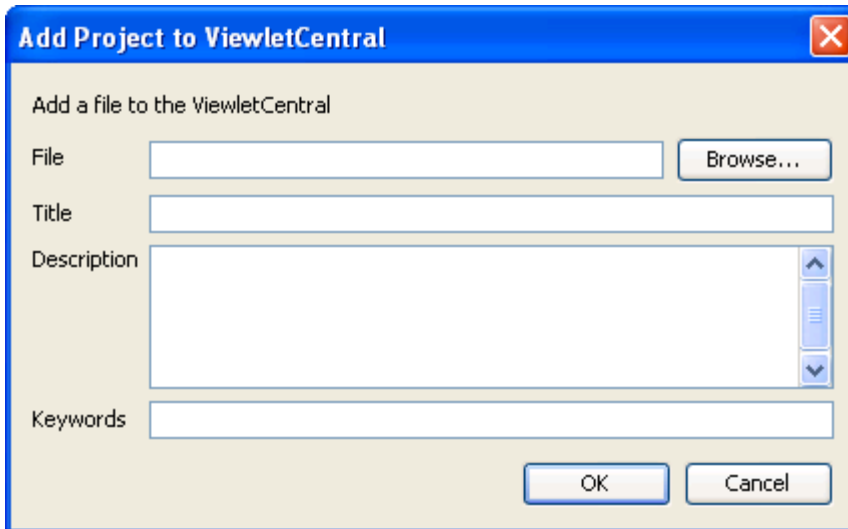 Add Project to ViewletCentral
Add a file to the ViewletCentral
File
Browse...
Title
Description
Keywords
OK
Cancel